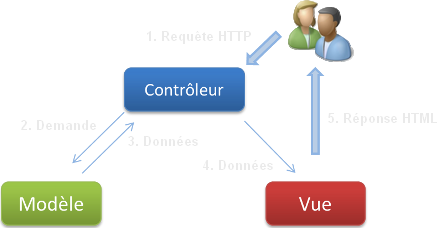 1. Requête HTTP
Contrôleur
2. Demande
3. Données
4. Données
5. Réponse HTML
Modèle
Vue